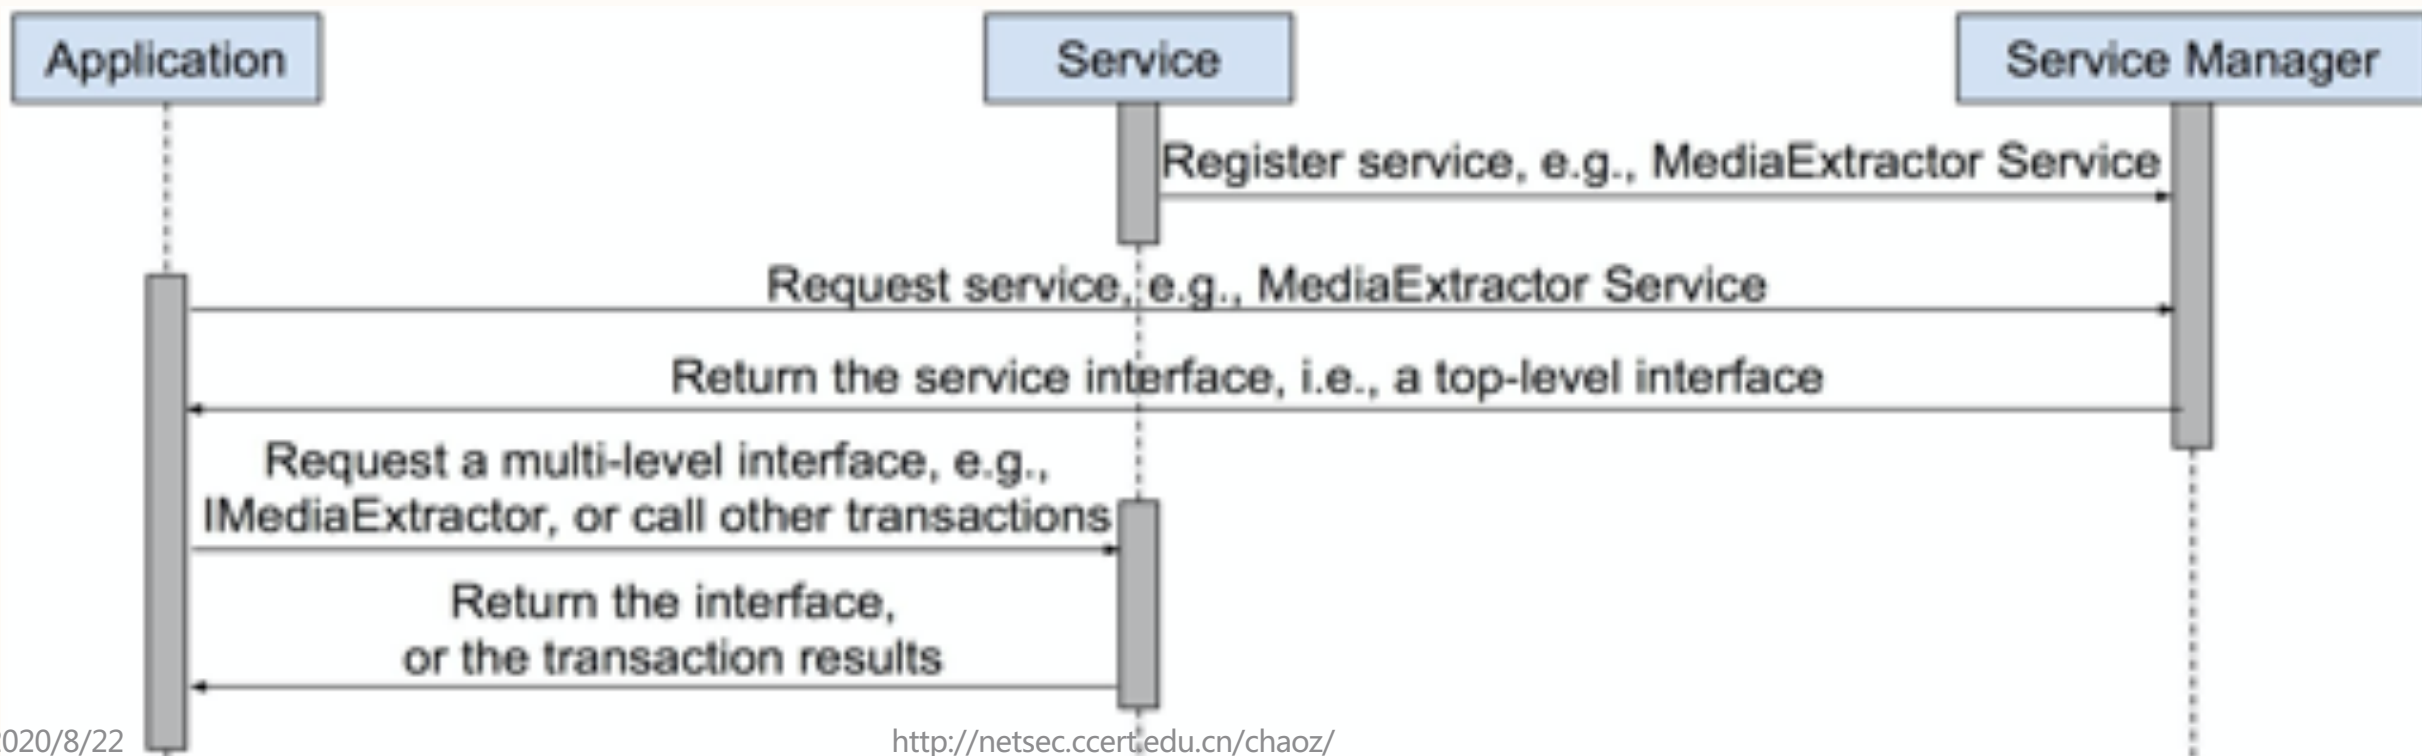 Application
Service
Service Manager
Register service, e.g., MediaExtractor Service
Request service, e.g., MediaExtractor Service
Return the service interface, i.e., a top-level interface
Request a multi-level interface, e.g.,
IMediaExtractor, or call other transactions
Return the interface,
or the transaction results
020/8/22
http://netsec.ccert.edu.cn/chaoz/